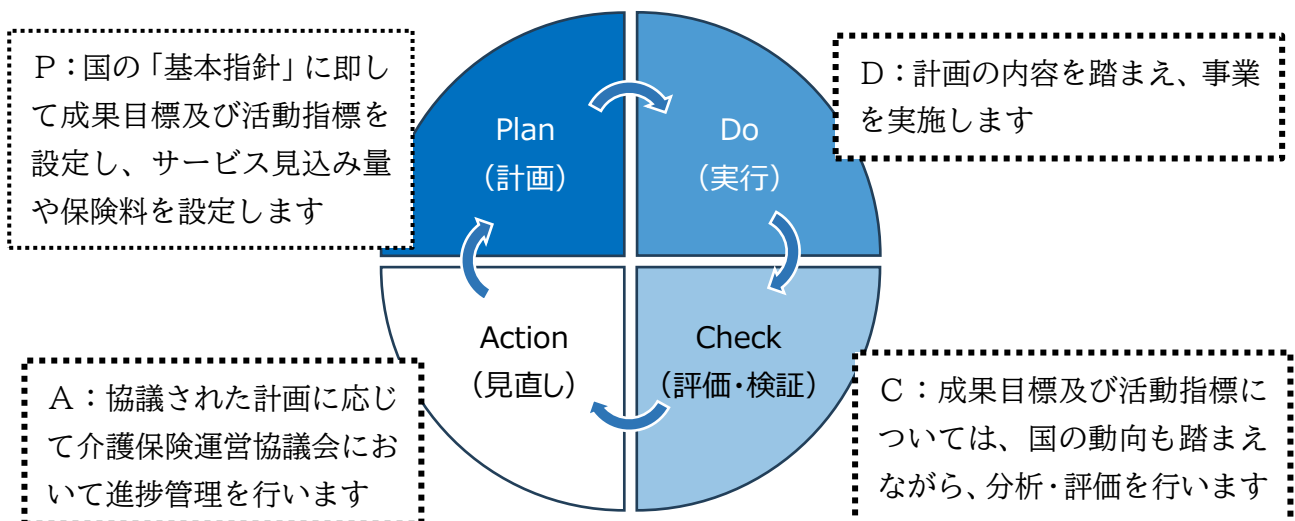 P：国の「基本指針」に即し
て成果目標及び活動指標を
設定し、サービス見込み量
や保険料を設定します
Plan
（計画）
Do
（実行）
D：計画の内容を踏まえ、事業
を実施します
Action
（見直し）
Check
（評価・検証）
A：協議された計画に応じ
て介護保険運営協議会にお
いて進捗管理を行います
C：成果目標及び活動指標に
ついては、国の動向も踏まえ
ながら、分析・評価を行います